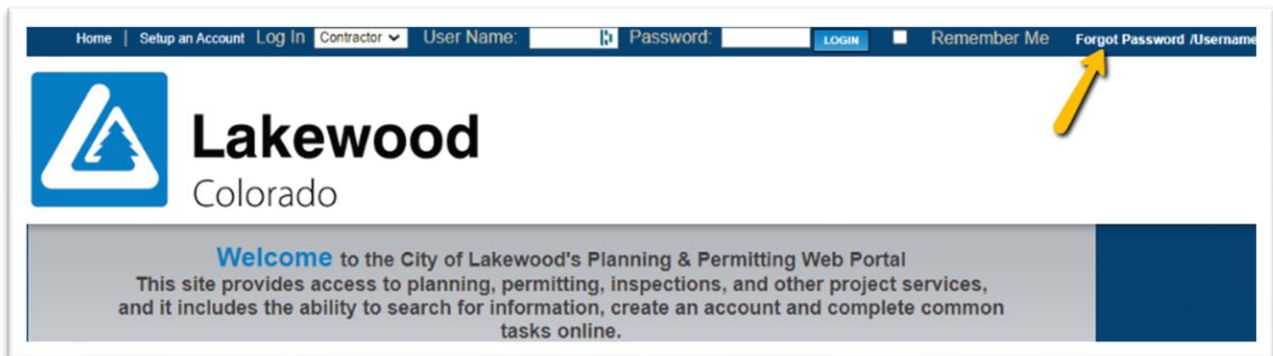 Home | Setup an Account Log In Contractor User Name: Password: LOGIN Remember Me Forgot Password /Username
Lakewood
Colorado
Welcome to the City of Lakewood's Planning & Permitting Web Portal
This site provides access to planning, permitting, inspections, and other project services,
and it includes the ability to search for information, create an account and complete common
tasks online.